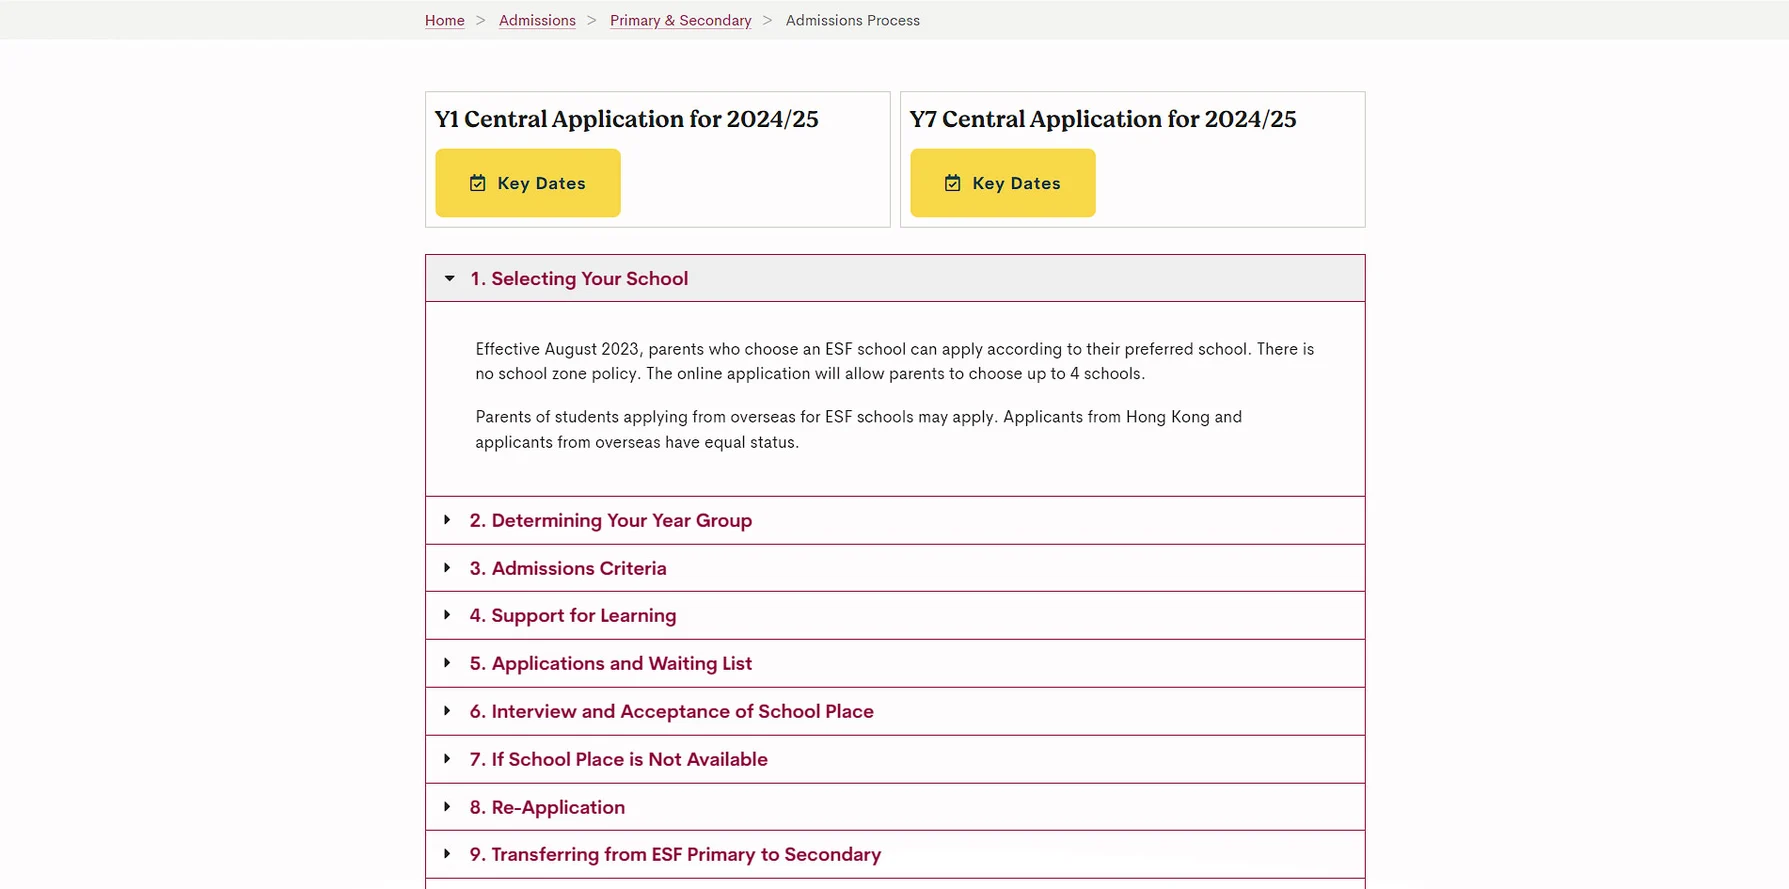 Home > Admissions > Primary & Secondary > Admissions Process
Y1 Central Application for 2024/25
Key Dates
Y7 Central Application for 2024/25
Key Dates
1. Selecting Your School
Effective August 2023, parents who choose an ESF school can apply according to their preferred school. There is
no school zone policy. The online application will allow parents to choose up to 4 schools.
Parents of students applying from overseas for ESF schools may apply. Applicants from Hong Kong and
applicants from overseas have equal status.
2. Determining Your Year Group
3. Admissions Criteria
4. Support for Learning
5. Applications and Waiting List
6. Interview and Acceptance of School Place
7. If School Place is Not Available
8. Re-Application
9. Transferring from ESF Primary to Secondary